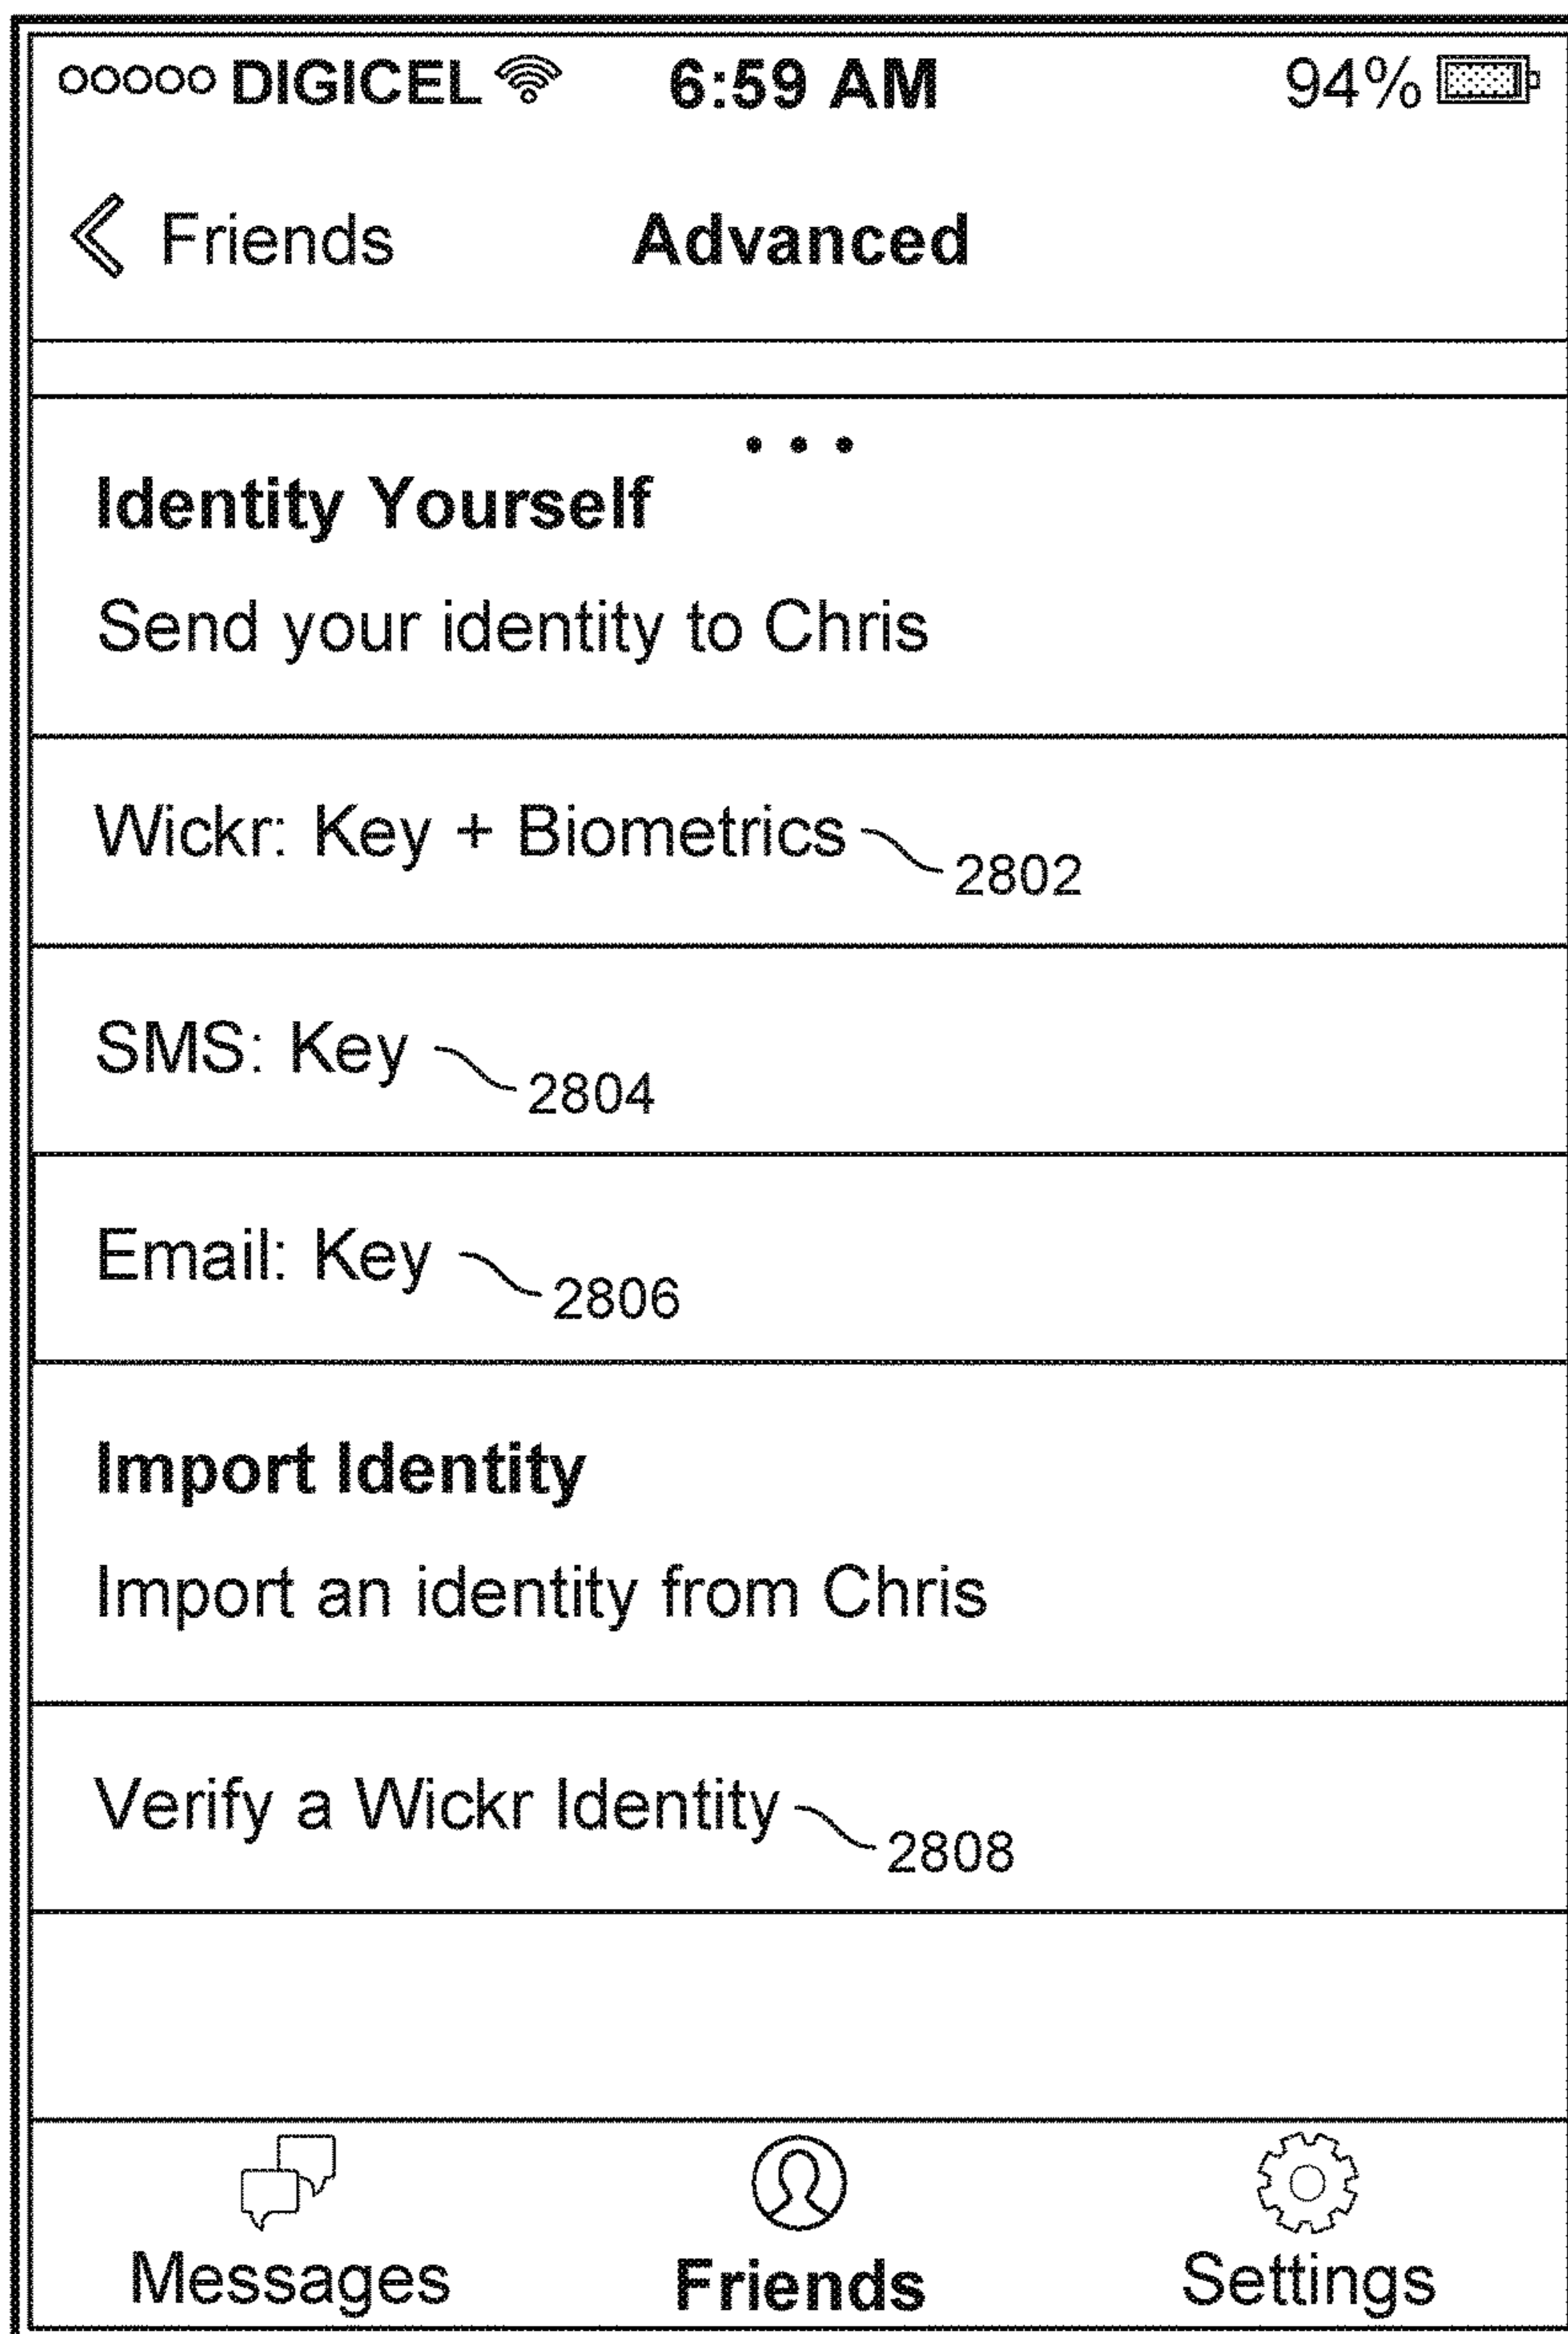 DIGICEL 6:59 AM 94%
Friends Advanced
• • •
Identity Yourself
Send your identity to Chris
Wickr: Key + Biometrics 2802
SMS: Key 2804
Email: Key 2806
Import Identity
Import an identity from Chris
Verify a Wickr Identity 2808
Messages Friends Settings